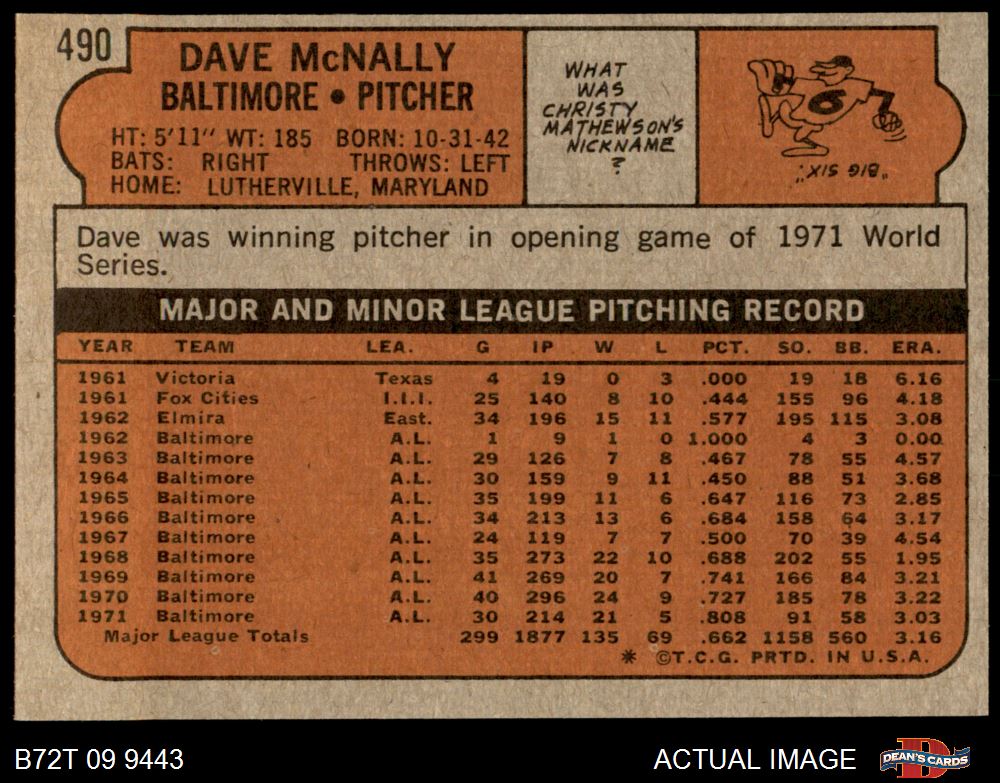 490
DAVE McNALLY
BALTIMORE • PITCHER
HT: 5'11" WT: 185 BORN: 10-31-42
BATS: RIGHT THROWS: LEFT
HOME: LUTHERVILLE, MARYLAND
WHAT
WAS
CHRISTY
MATHEWSON'S
NICKNAME
?
6
"BIG SIX."
Dave was winning pitcher in opening game of 1971 World
Series.
MAJOR AND MINOR LEAGUE PITCHING RECORD
YEAR TEAM LEA. G IP W L PCT. SO. BB. ERA.
1961 Victoria Texas 4 19 0 3 .000 19 18 6.16
1961 Fox Cities I.I.I. 25 140 8 10 .444 155 96 4.18
1962 Elmira East. 34 196 15 11 .577 195 115 3.08
1962 Baltimore A.L. 1 9 1 0 1.000 4 3 0.00
1963 Baltimore A.L. 29 126 7 8 .467 78 55 4.57
1964 Baltimore A.L. 30 159 9 11 .450 88 51 3.68
1965 Baltimore A.L. 35 199 11 6 .647 116 73 2.85
1966 Baltimore A.L. 34 213 13 6 .684 158 64 3.17
1967 Baltimore A.L. 24 119 7 7 .500 70 39 4.54
1968 Baltimore A.L. 35 273 22 10 .688 202 55 1.95
1969 Baltimore A.L. 41 269 20 7 .741 166 84 3.21
1970 Baltimore A.L. 40 296 24 9 .727 185 78 3.22
1971 Baltimore A.L. 30 214 21 5 .808 91 58 3.03
Major League Totals 299 1877 135 69 .662 1158 560 3.16
* ©T.C.G. PRTD. IN U.S.A.
B72T 09 9443
ACTUAL IMAGE
DEAN'S CARDS